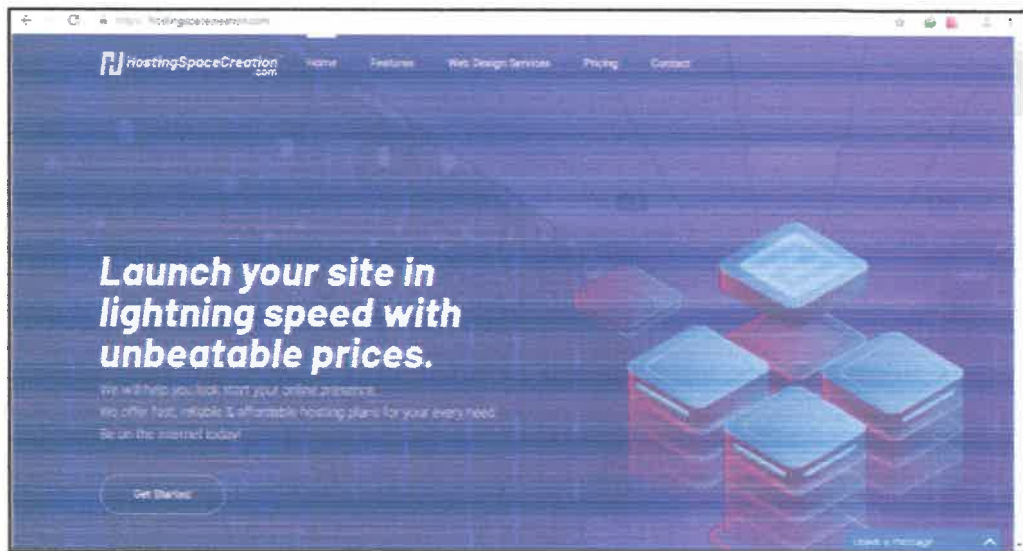 hostingspacecreation.com
HostingSpaceCreation
.com
Home
Features
Web Design Services
Pricing
Contact
Launch your site in
lightning speed with
unbeatable prices.
We will help you kick start your online presence.
We offer fast, reliable & affordable hosting plans for your every need.
Be on the internet today!
Get Started
Leave a message